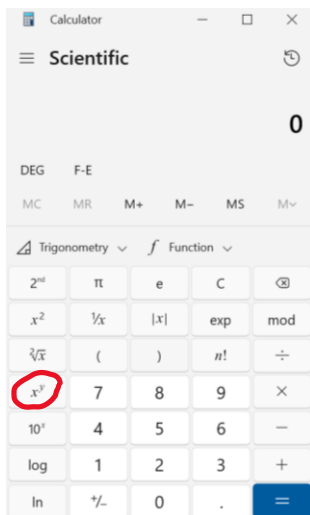 Calculator
Scientific
0
DEG F-E
MC MR M+ M− MS M˅
Trigonometry f Function
2ⁿᵈ π e C
x² ¹/x |x| exp mod
²√x ( ) n! ÷
xʸ 7 8 9 ×
10ˣ 4 5 6 −
log 1 2 3 +
ln +/− 0 . =